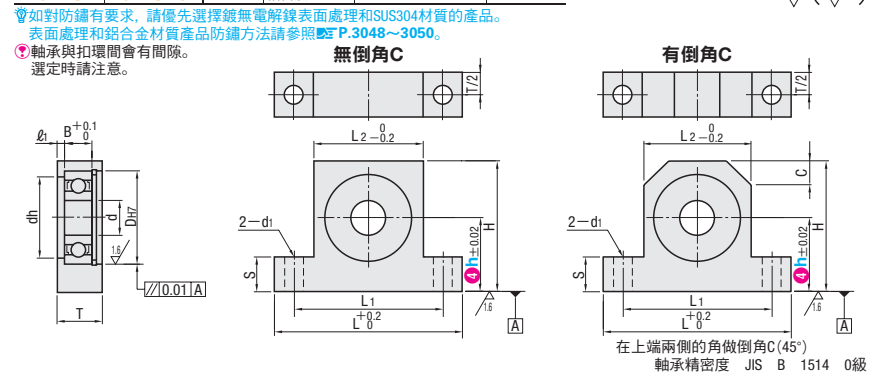 如對防鏽有要求, 請優先選擇鍍無電解鎳表面處理和SUS304材質的產品。
表面處理和鋁合金材質產品防鏽方法請參照 P.3048～3050。
軸承與扣環間會有間隙。
選定時請注意。
無倒角C
有倒角C
T/2
T/2
L2 0 −0.2
L2 0 −0.2
ℓ1
B +0.1 0
dh
d
DH7
1.6
// 0.01 A
T
2−d1
S
H
4 h±0.02
L1
L +0.2 0
1.6
A
2−d1
S
C
H
4 h±0.02
L1
L +0.2 0
1.6
A
在上端兩側的角做倒角C(45°)
軸承精密度 JIS B 1514 0級